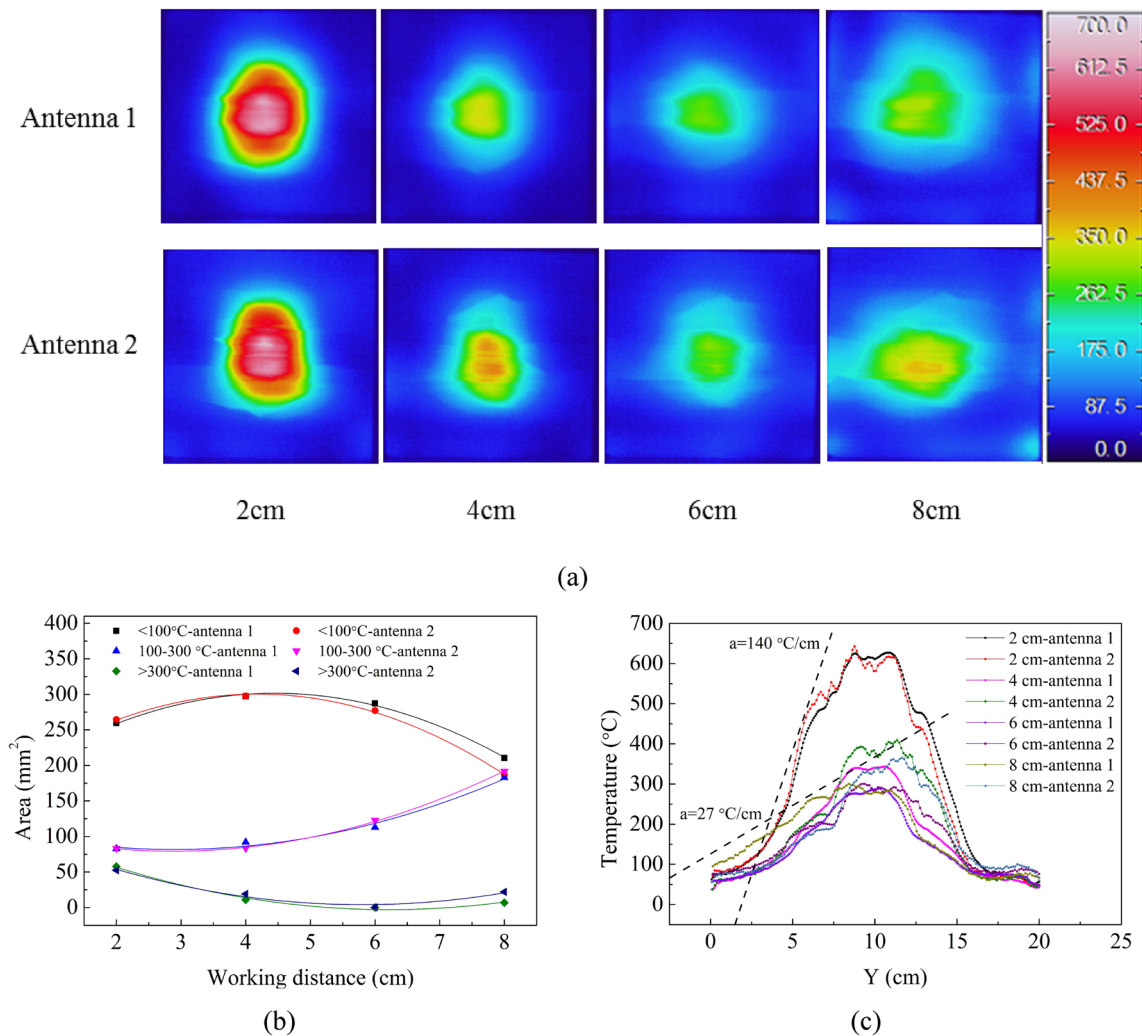 Antenna 1
700.0
612.5
525.0
437.5
350.0
262.5
175.0
87.5
0.0
Antenna 2
2cm 4cm 6cm 8cm
(a)
400
350
300
250
200
150
100
50
0
Area (mm²)
<100°C-antenna 1 <100°C-antenna 2
100-300 °C-antenna 1 100-300 °C-antenna 2
>300°C-antenna 1 >300°C-antenna 2
2 3 4 5 6 7 8
Working distance (cm)
(b)
700
600
500
400
300
200
100
0
Temperature (°C)
a=140 °C/cm
a=27 °C/cm
2 cm-antenna 1
2 cm-antenna 2
4 cm-antenna 1
4 cm-antenna 2
6 cm-antenna 1
6 cm-antenna 2
8 cm-antenna 1
8 cm-antenna 2
0 5 10 15 20 25
Y (cm)
(c)